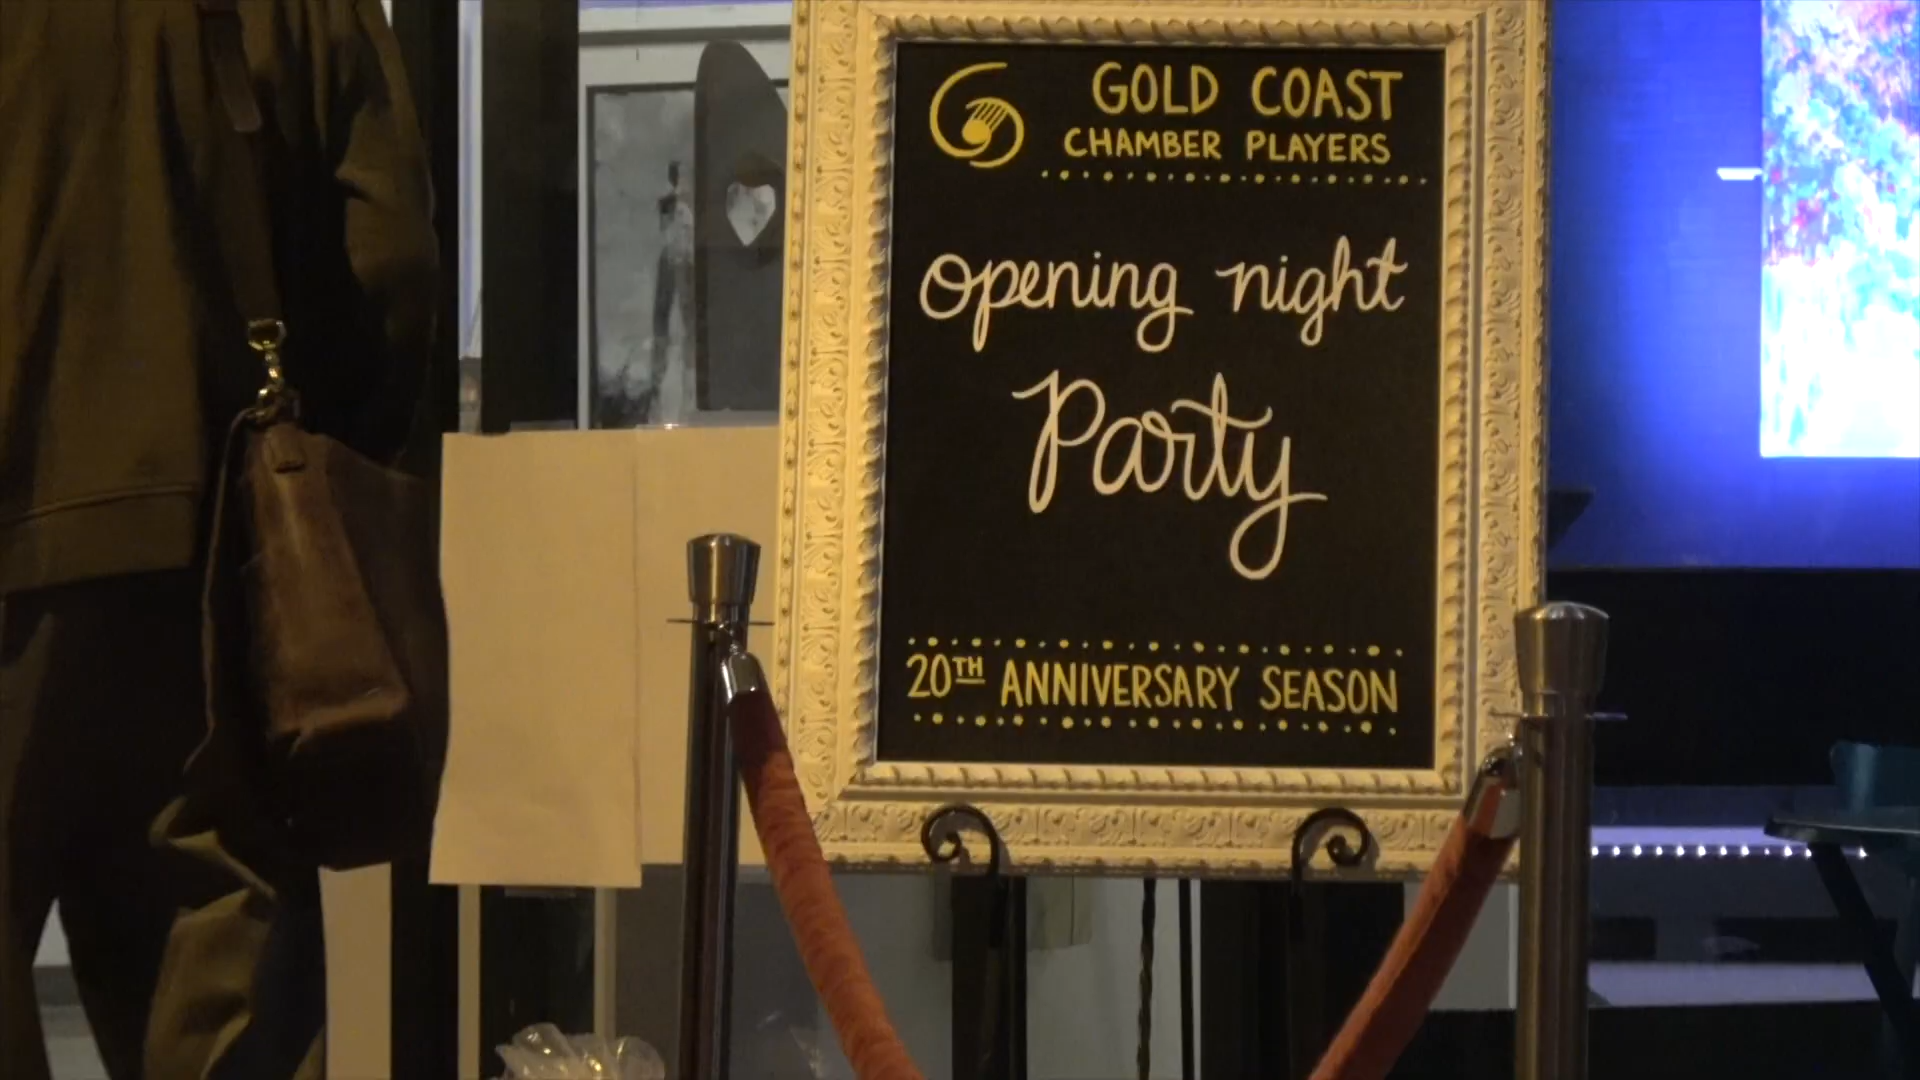 GOLD COAST
CHAMBER PLAYERS
opening night
Party
20TH ANNIVERSARY SEASON